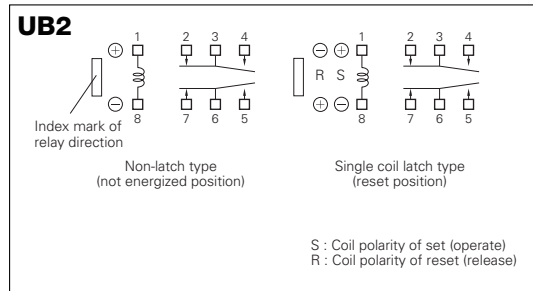 UB2
1 2 3 4 1 2 3 4
⊕ ⊖ ⊕
R S
⊖ ⊕ ⊖
8 7 6 5 8 7 6 5
Index mark of
relay direction
Non-latch type
(not energized position)
Single coil latch type
(reset position)
S : Coil polarity of set (operate)
R : Coil polarity of reset (release)